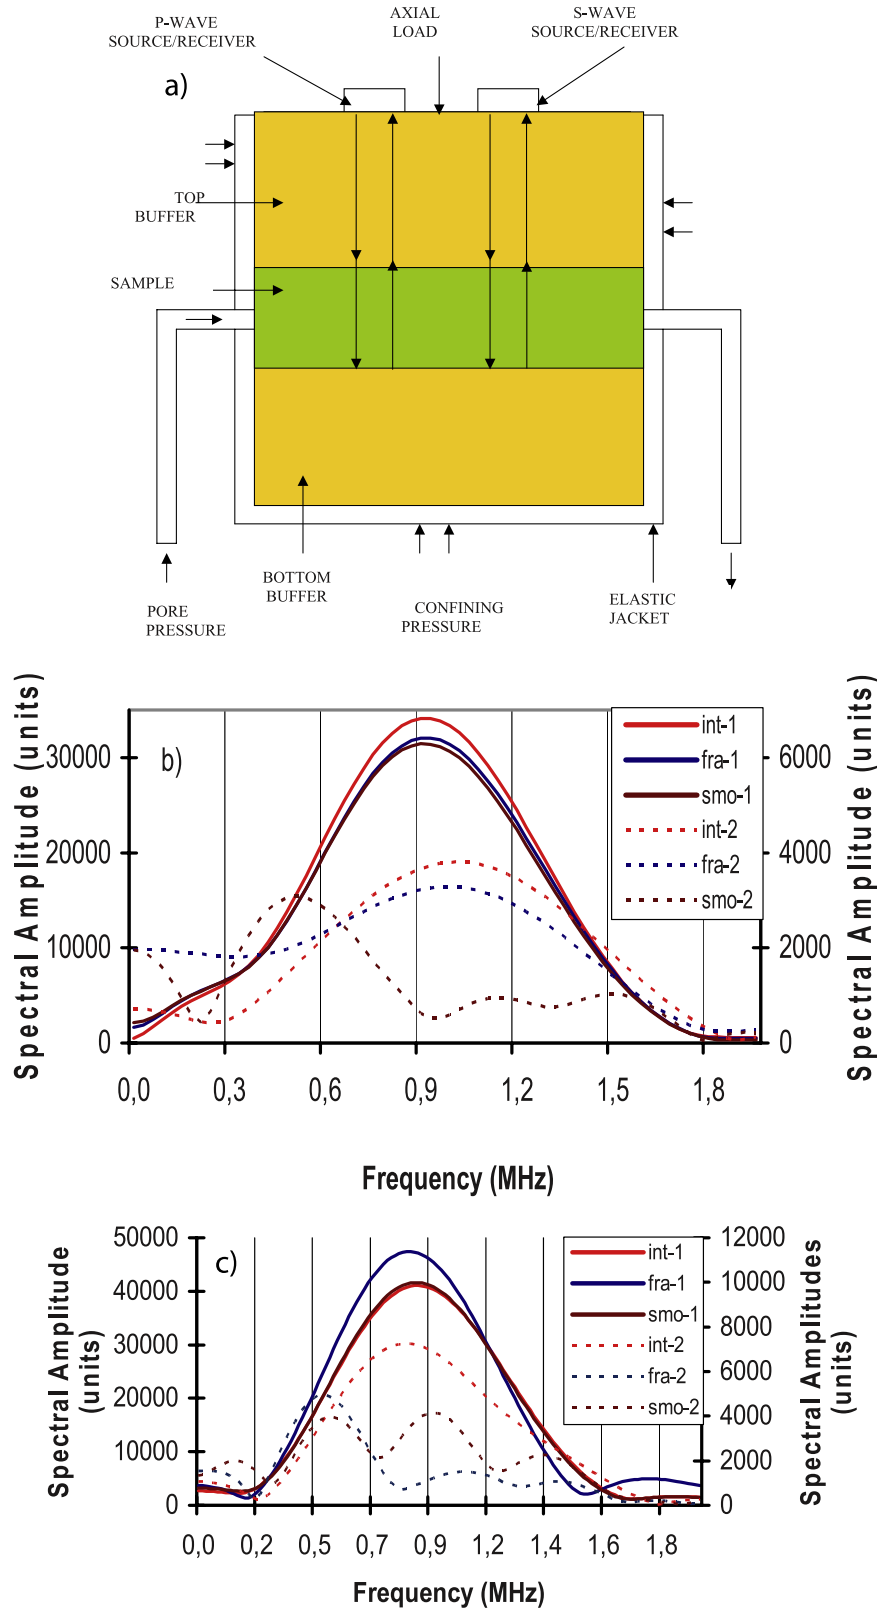 P-WAVE
SOURCE/RECEIVER
AXIAL
LOAD
S-WAVE
SOURCE/RECEIVER
a)
TOP
BUFFER
SAMPLE
BOTTOM
BUFFER
PORE
PRESSURE
CONFINING
PRESSURE
ELASTIC
JACKET
b)
Spectral Amplitude (units)
30000
20000
10000
0
int-1
fra-1
smo-1
int-2
fra-2
smo-2
6000
4000
2000
0
Spectral Amplitude (units)
0,0 0,3 0,6 0,9 1,2 1,5 1,8
Frequency (MHz)
c)
Spectral Amplitude
(units)
50000
40000
30000
20000
10000
0
int-1
fra-1
smo-1
int-2
fra-2
smo-2
12000
10000
8000
6000
4000
2000
0
Spectral Amplitudes
(units)
0,0 0,2 0,5 0,7 0,9 1,2 1,4 1,6 1,8
Frequency (MHz)